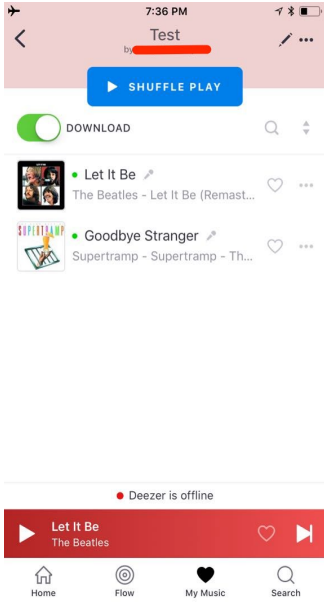 7:36 PM
Test
by
SHUFFLE PLAY
DOWNLOAD
Let It Be
The Beatles - Let It Be (Remast...
SUPERTRAMP
Goodbye Stranger
Supertramp - Supertramp - Th...
Deezer is offline
Let It Be
The Beatles
Home Flow My Music Search